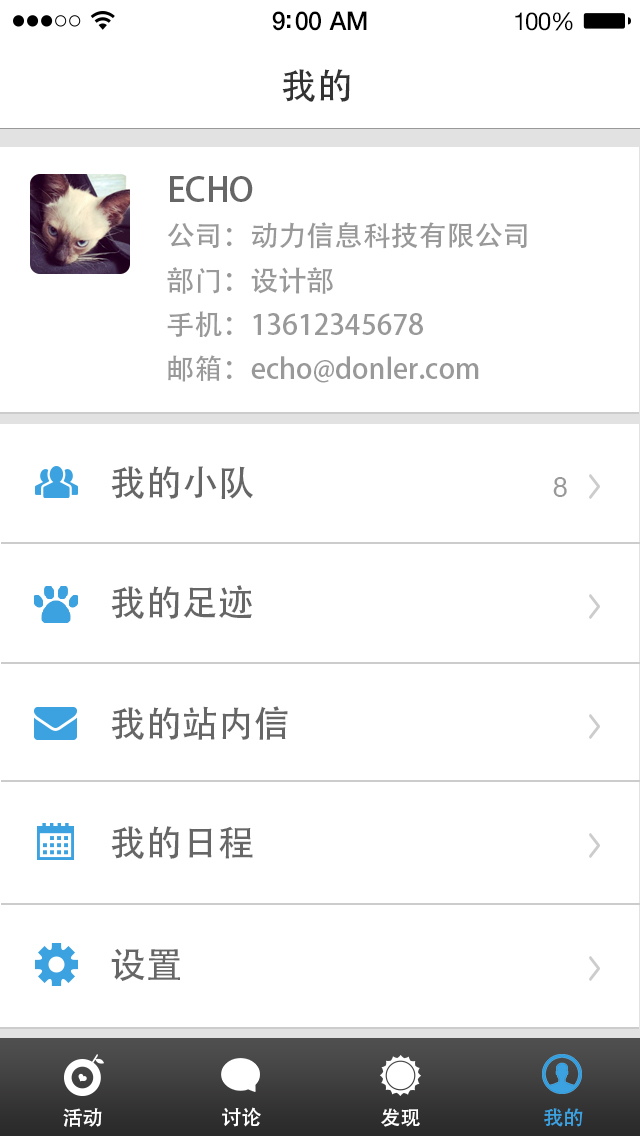 9:00 AM 100%
我的
ECHO
公司：动力信息科技有限公司
部门：设计部
手机：13612345678
邮箱：echo@donler.com
我的小队 8
我的足迹
我的站内信
我的日程
设置
活动 讨论 发现 我的